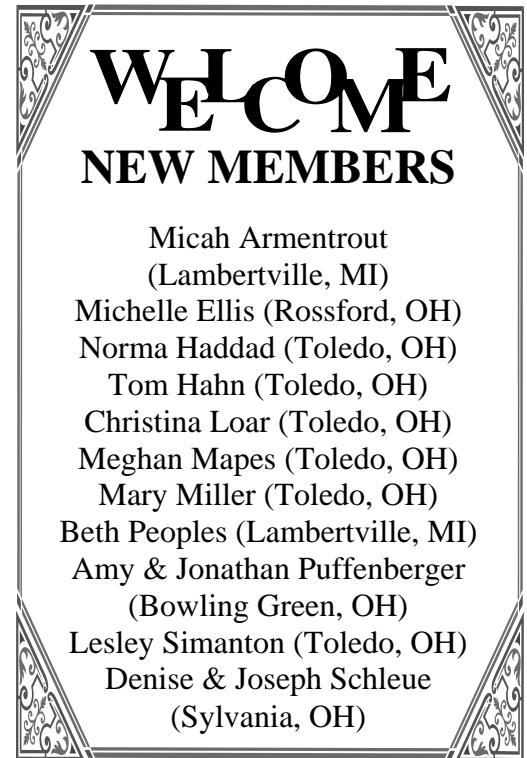 WELCOME
NEW MEMBERS
Micah Armentrout
(Lambertville, MI)
Michelle Ellis (Rossford, OH)
Norma Haddad (Toledo, OH)
Tom Hahn (Toledo, OH)
Christina Loar (Toledo, OH)
Meghan Mapes (Toledo, OH)
Mary Miller (Toledo, OH)
Beth Peoples (Lambertville, MI)
Amy & Jonathan Puffenberger
(Bowling Green, OH)
Lesley Simanton (Toledo, OH)
Denise & Joseph Schleue
(Sylvania, OH)